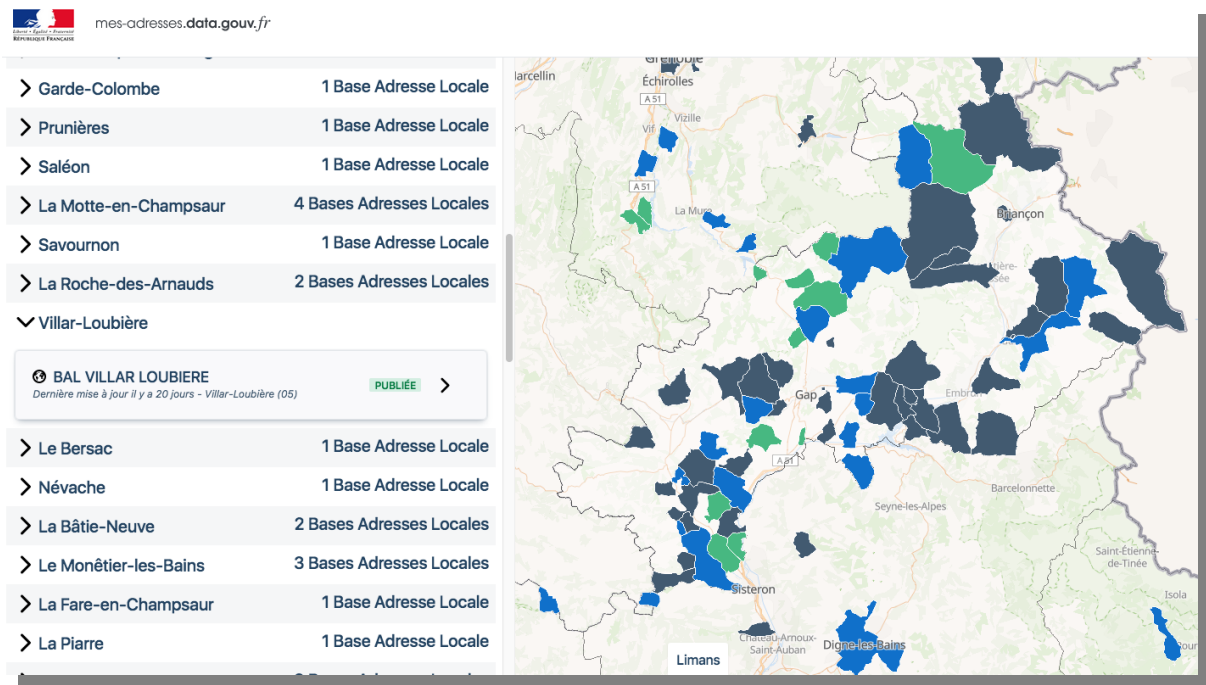 Liberté • Égalité • Fraternité
RÉPUBLIQUE FRANÇAISE
mes-adresses.data.gouv.fr
Garde-Colombe 1 Base Adresse Locale
Prunières 1 Base Adresse Locale
Saléon 1 Base Adresse Locale
La Motte-en-Champsaur 4 Bases Adresses Locales
Savournon 1 Base Adresse Locale
La Roche-des-Arnauds 2 Bases Adresses Locales
Villar-Loubière
BAL VILLAR LOUBIERE
Dernière mise à jour il y a 20 jours - Villar-Loubière (05)
PUBLIÉE
Le Bersac 1 Base Adresse Locale
Névache 1 Base Adresse Locale
La Bâtie-Neuve 2 Bases Adresses Locales
Le Monêtier-les-Bains 3 Bases Adresses Locales
La Fare-en-Champsaur 1 Base Adresse Locale
La Piarre 1 Base Adresse Locale
Grenoble
larcellin
Échirolles
A 51
Vizille
Vif
A 51
La Mure
Briançon
Gap
Embrun
A 51
Barcelonnette
Seyne-les-Alpes
Saint-Étienne-
de-Tinée
Sisteron
Isola
Château-Arnoux-
Saint-Auban
Digne-les-Bains
Limans